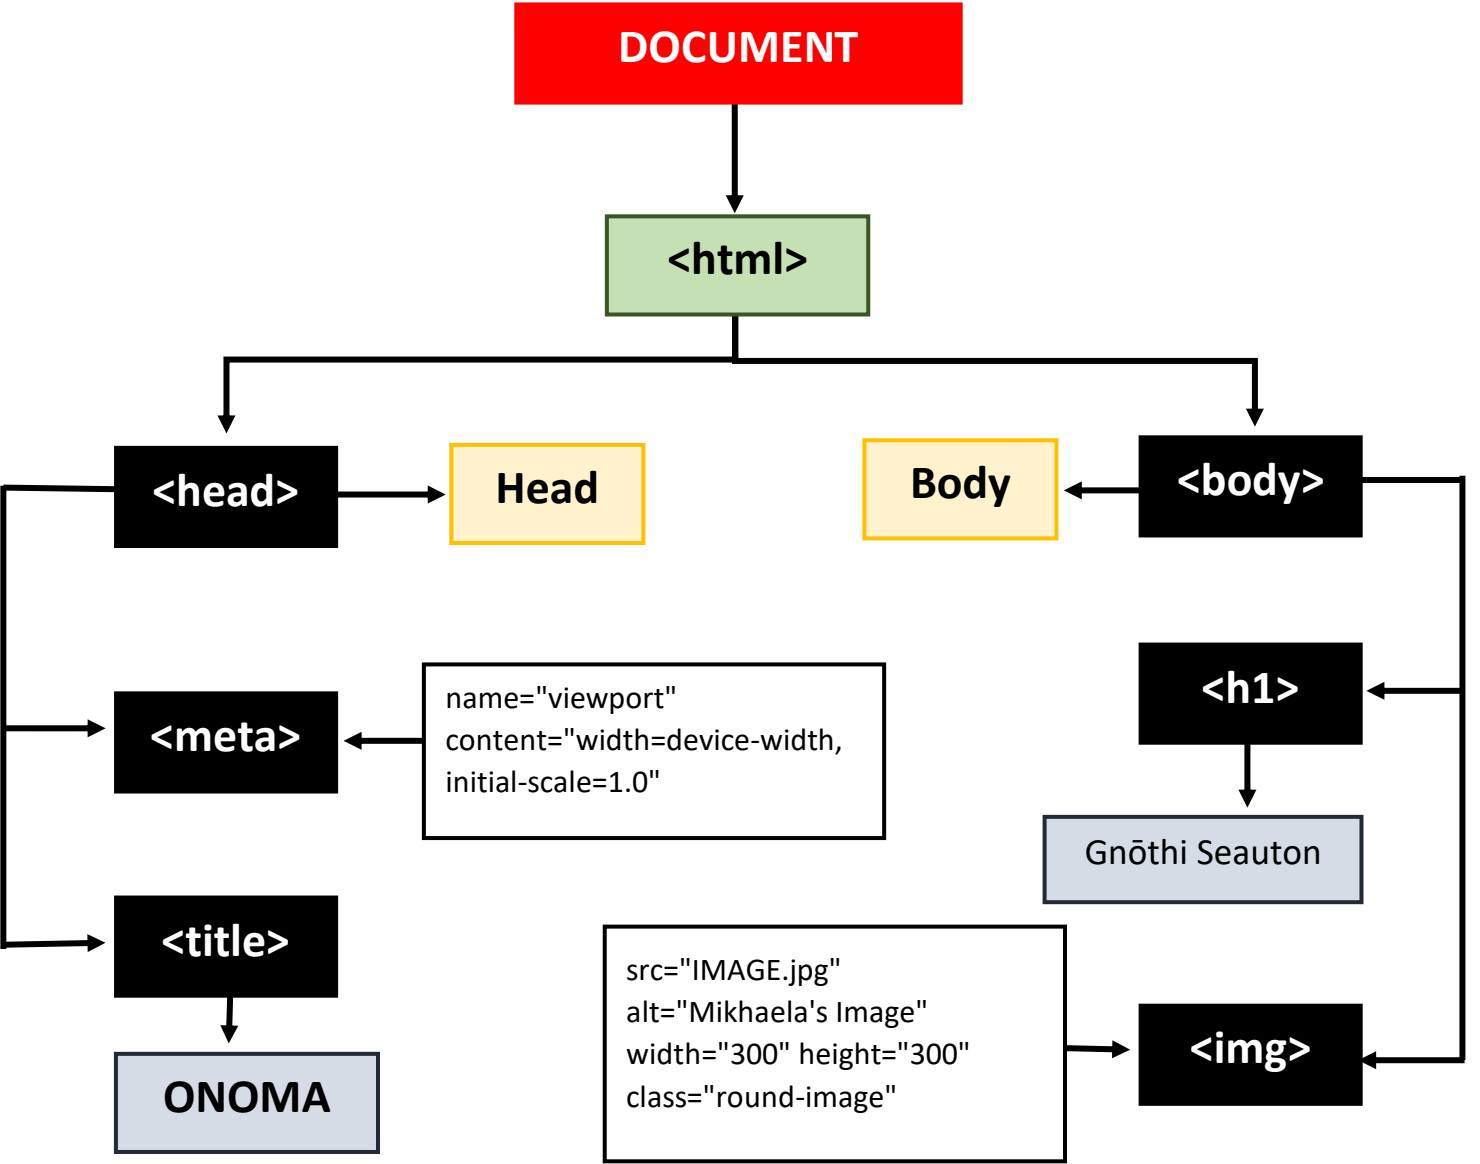 DOCUMENT
<html>
<head>
Head
Body
<body>
<meta>
name="viewport"
content="width=device-width,
initial-scale=1.0"
<h1>
Gnōthi Seauton
<title>
ONOMA
src="IMAGE.jpg"
alt="Mikhaela's Image"
width="300" height="300"
class="round-image"
<img>